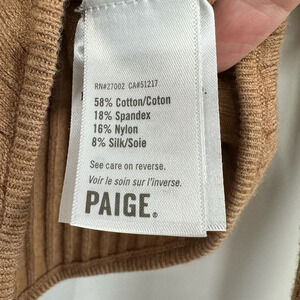 RN#27002 CA#51217
58% Cotton/Coton
18% Spandex
16% Nylon
8% Silk/Soie
See care on reverse.
Voir le soin sur l'inverse.
PAIGE®